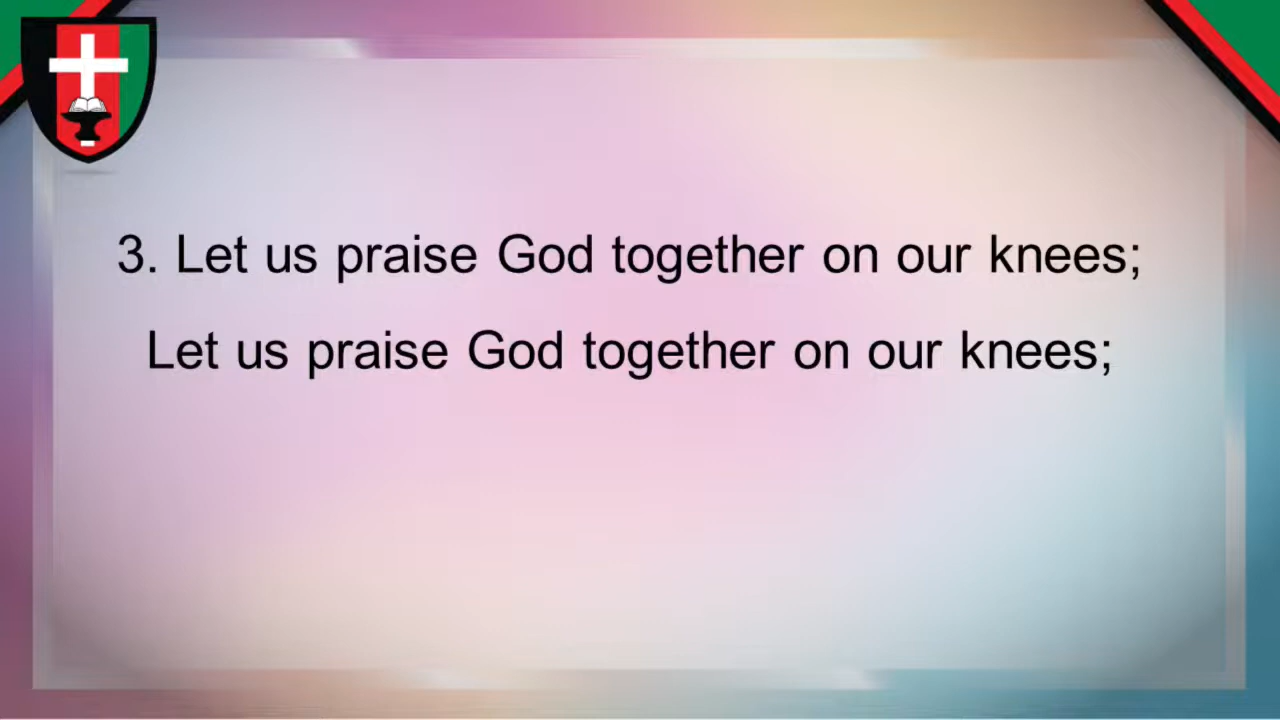 3. Let us praise God together on our knees;
Let us praise God together on our knees;